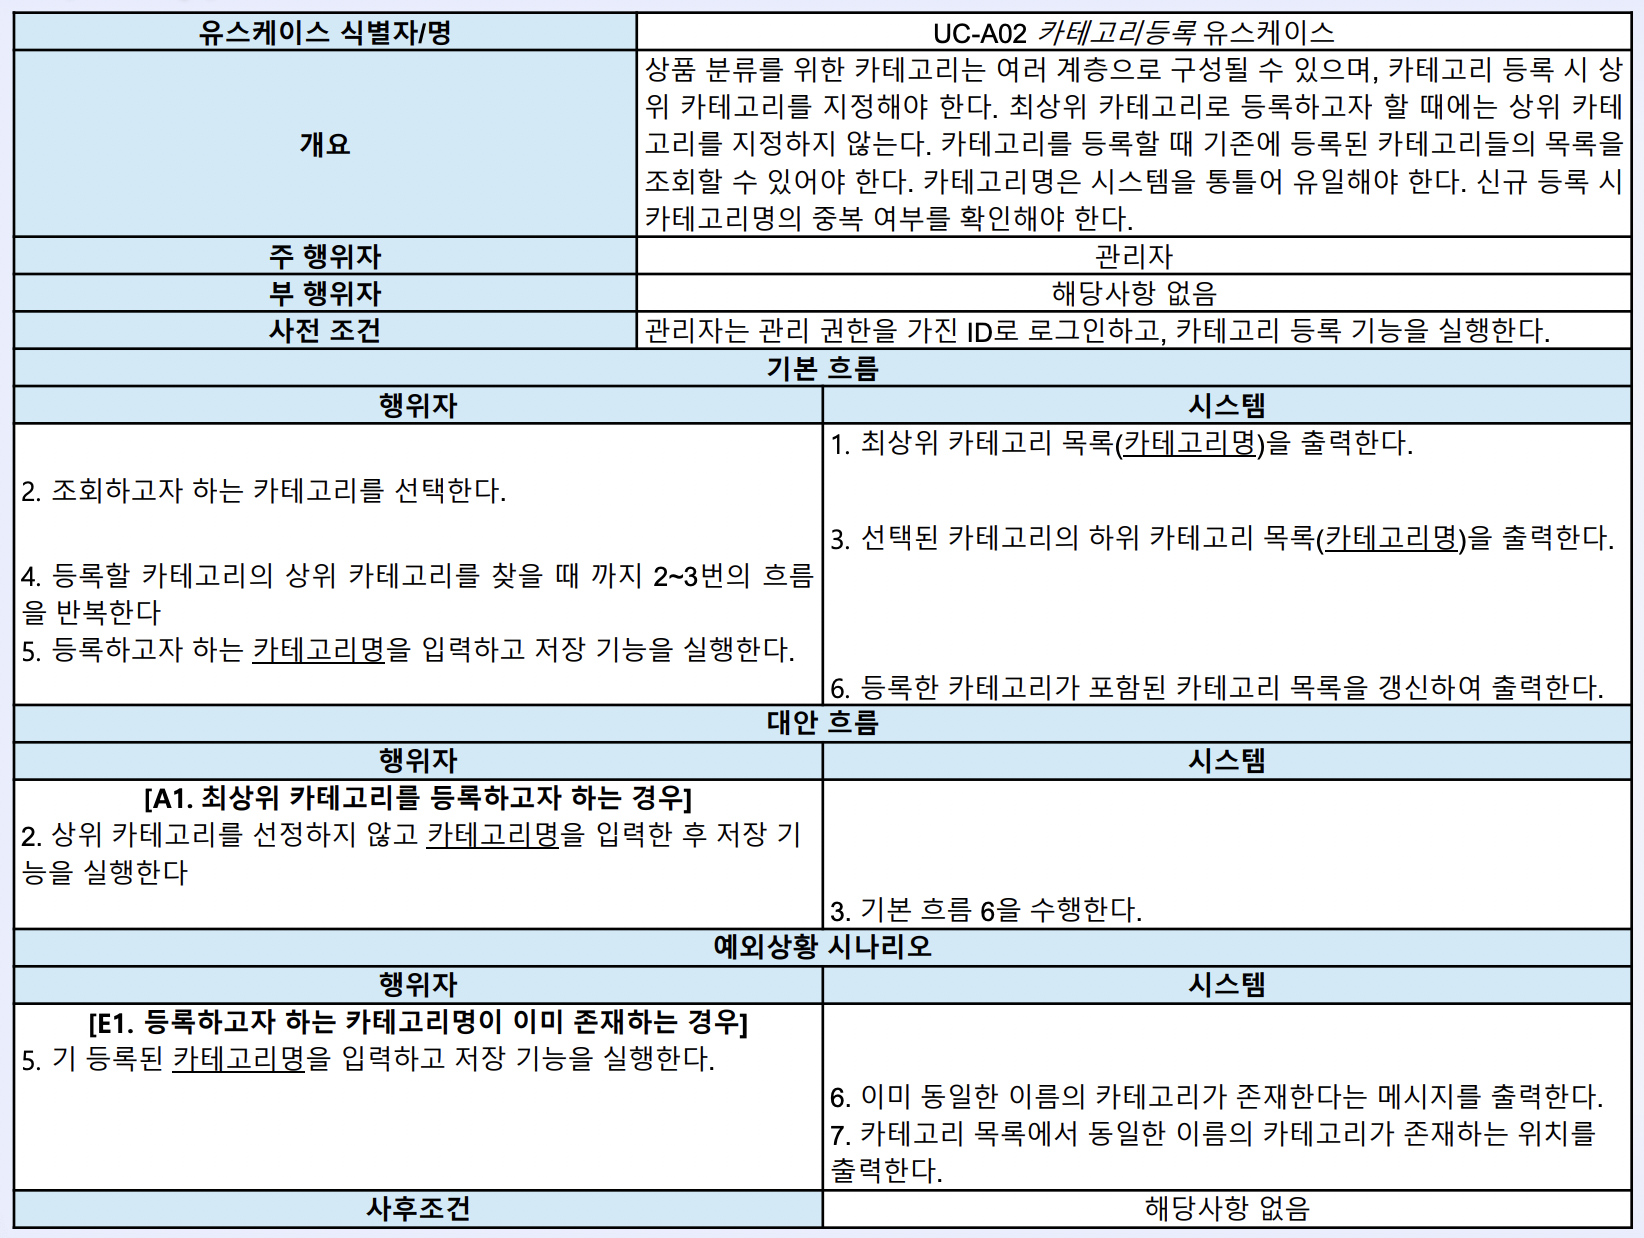 유스케이스 식별자/명
UC-A02 카테고리등록 유스케이스
개요
상품 분류를 위한 카테고리는 여러 계층으로 구성될 수 있으며, 카테고리 등록 시 상
위 카테고리를 지정해야 한다. 최상위 카테고리로 등록하고자 할 때에는 상위 카테
고리를 지정하지 않는다. 카테고리를 등록할 때 기존에 등록된 카테고리들의 목록을
조회할 수 있어야 한다. 카테고리명은 시스템을 통틀어 유일해야 한다. 신규 등록 시
카테고리명의 중복 여부를 확인해야 한다.
주 행위자
관리자
부 행위자
해당사항 없음
사전 조건
관리자는 관리 권한을 가진 ID로 로그인하고, 카테고리 등록 기능을 실행한다.
기본 흐름
행위자
시스템
1. 최상위 카테고리 목록(카테고리명)을 출력한다.
2. 조회하고자 하는 카테고리를 선택한다.
3. 선택된 카테고리의 하위 카테고리 목록(카테고리명)을 출력한다.
4. 등록할 카테고리의 상위 카테고리를 찾을 때 까지 2~3번의 흐름
을 반복한다
5. 등록하고자 하는 카테고리명을 입력하고 저장 기능을 실행한다.
6. 등록한 카테고리가 포함된 카테고리 목록을 갱신하여 출력한다.
대안 흐름
행위자
시스템
[A1. 최상위 카테고리를 등록하고자 하는 경우]
2. 상위 카테고리를 선정하지 않고 카테고리명을 입력한 후 저장 기
능을 실행한다
3. 기본 흐름 6을 수행한다.
예외상황 시나리오
행위자
시스템
[E1. 등록하고자 하는 카테고리명이 이미 존재하는 경우]
5. 기 등록된 카테고리명을 입력하고 저장 기능을 실행한다.
6. 이미 동일한 이름의 카테고리가 존재한다는 메시지를 출력한다.
7. 카테고리 목록에서 동일한 이름의 카테고리가 존재하는 위치를
출력한다.
사후조건
해당사항 없음